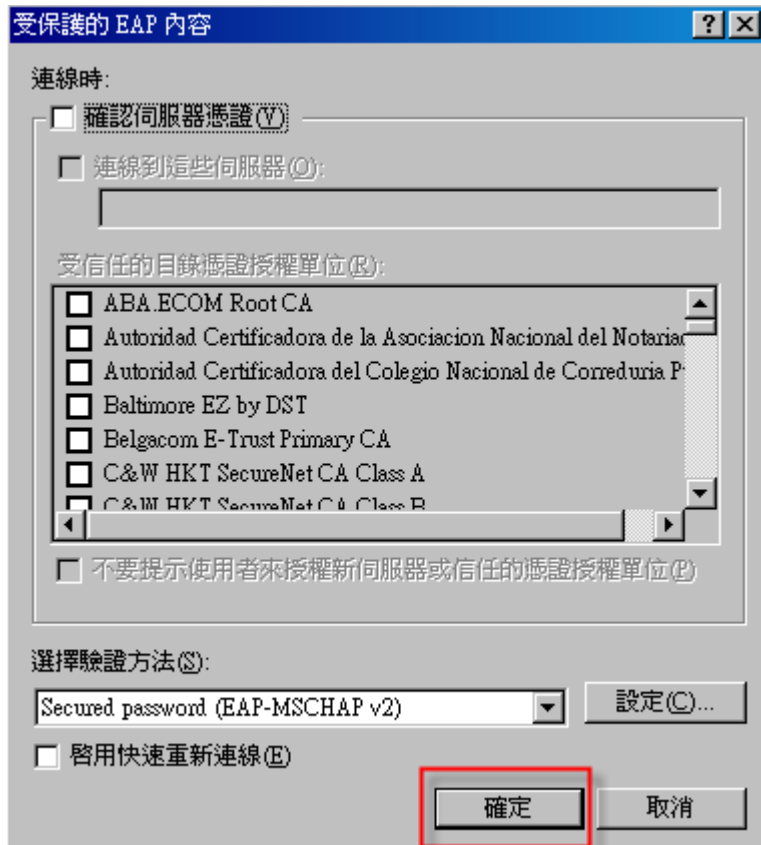 受保護的 EAP 內容
連線時:
確認伺服器憑證(V)
連線到這些伺服器(O):
受信任的目錄憑證授權單位(R):
ABA.ECOM Root CA
Autoridad Certificadora de la Asociacion Nacional del Notariad
Autoridad Certificadora del Colegio Nacional de Correduria P
Baltimore EZ by DST
Belgacom E-Trust Primary CA
C&W HKT SecureNet CA Class A
C&W HKT SecureNet CA Class B
不要提示使用者來授權新伺服器或信任的憑證授權單位(P)
選擇驗證方法(S):
Secured password (EAP-MSCHAP v2)
設定(C)...
啓用快速重新連線(E)
確定
取消